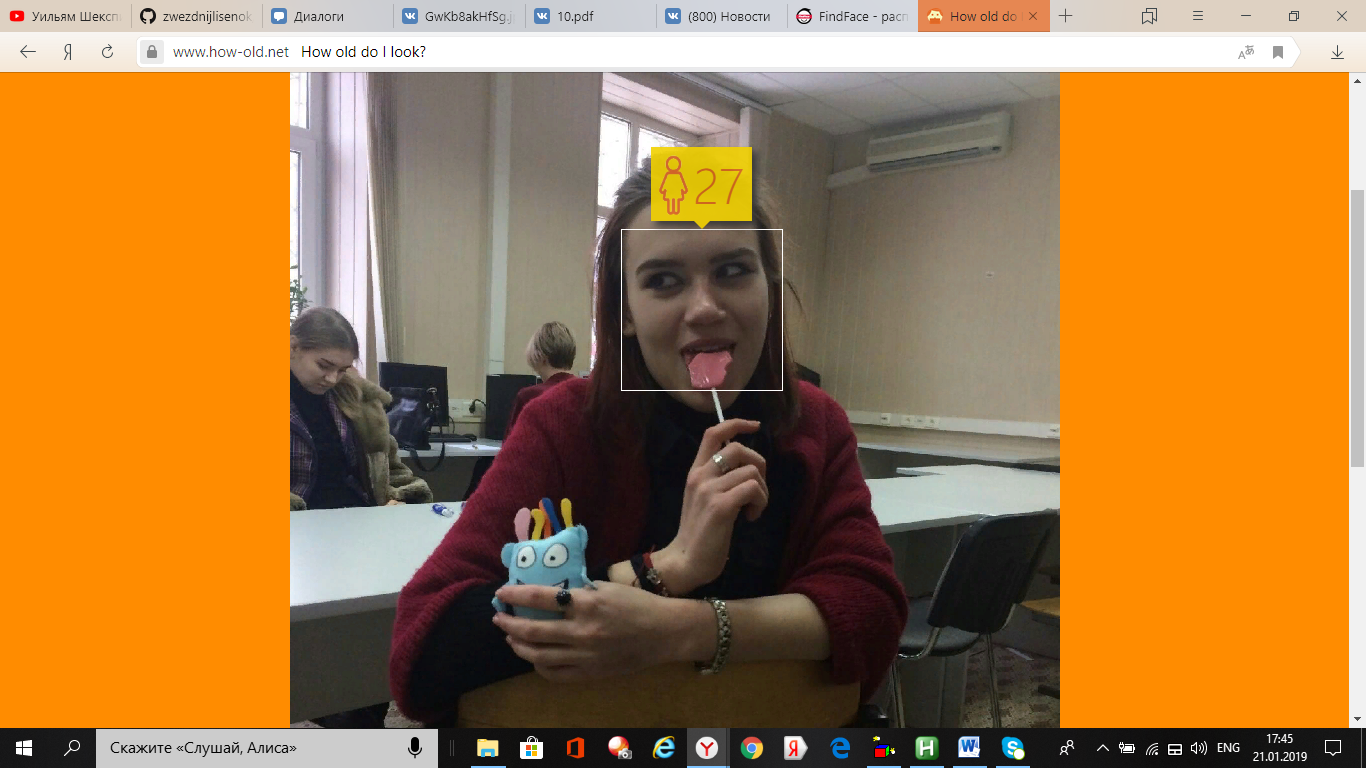 Уильям Шексп
zwezdnijlisenok
Диалоги
GwKb8akHfSg.j
10.pdf
(800) Новости
FindFace - расп
How old do I
www.how-old.net How old do I look?
27
Скажите «Слушай, Алиса»
ENG
17:45
21.01.2019